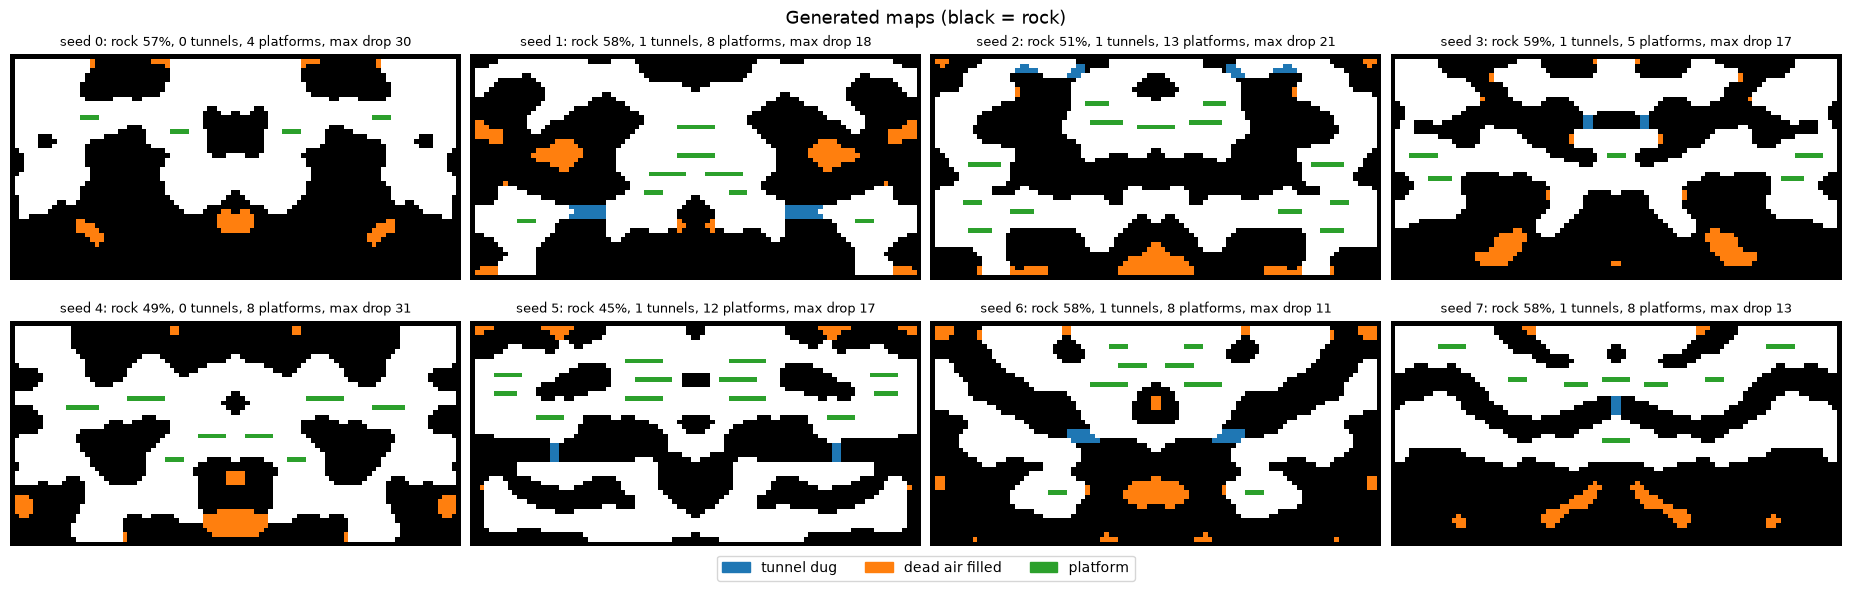 Generated maps (black = rock)
seed 0: rock 57%, 0 tunnels, 4 platforms, max drop 30
seed 1: rock 58%, 1 tunnels, 8 platforms, max drop 18
seed 2: rock 51%, 1 tunnels, 13 platforms, max drop 21
seed 3: rock 59%, 1 tunnels, 5 platforms, max drop 17
seed 4: rock 49%, 0 tunnels, 8 platforms, max drop 31
seed 5: rock 45%, 1 tunnels, 12 platforms, max drop 17
seed 6: rock 58%, 1 tunnels, 8 platforms, max drop 11
seed 7: rock 58%, 1 tunnels, 8 platforms, max drop 13
tunnel dug
dead air filled
platform